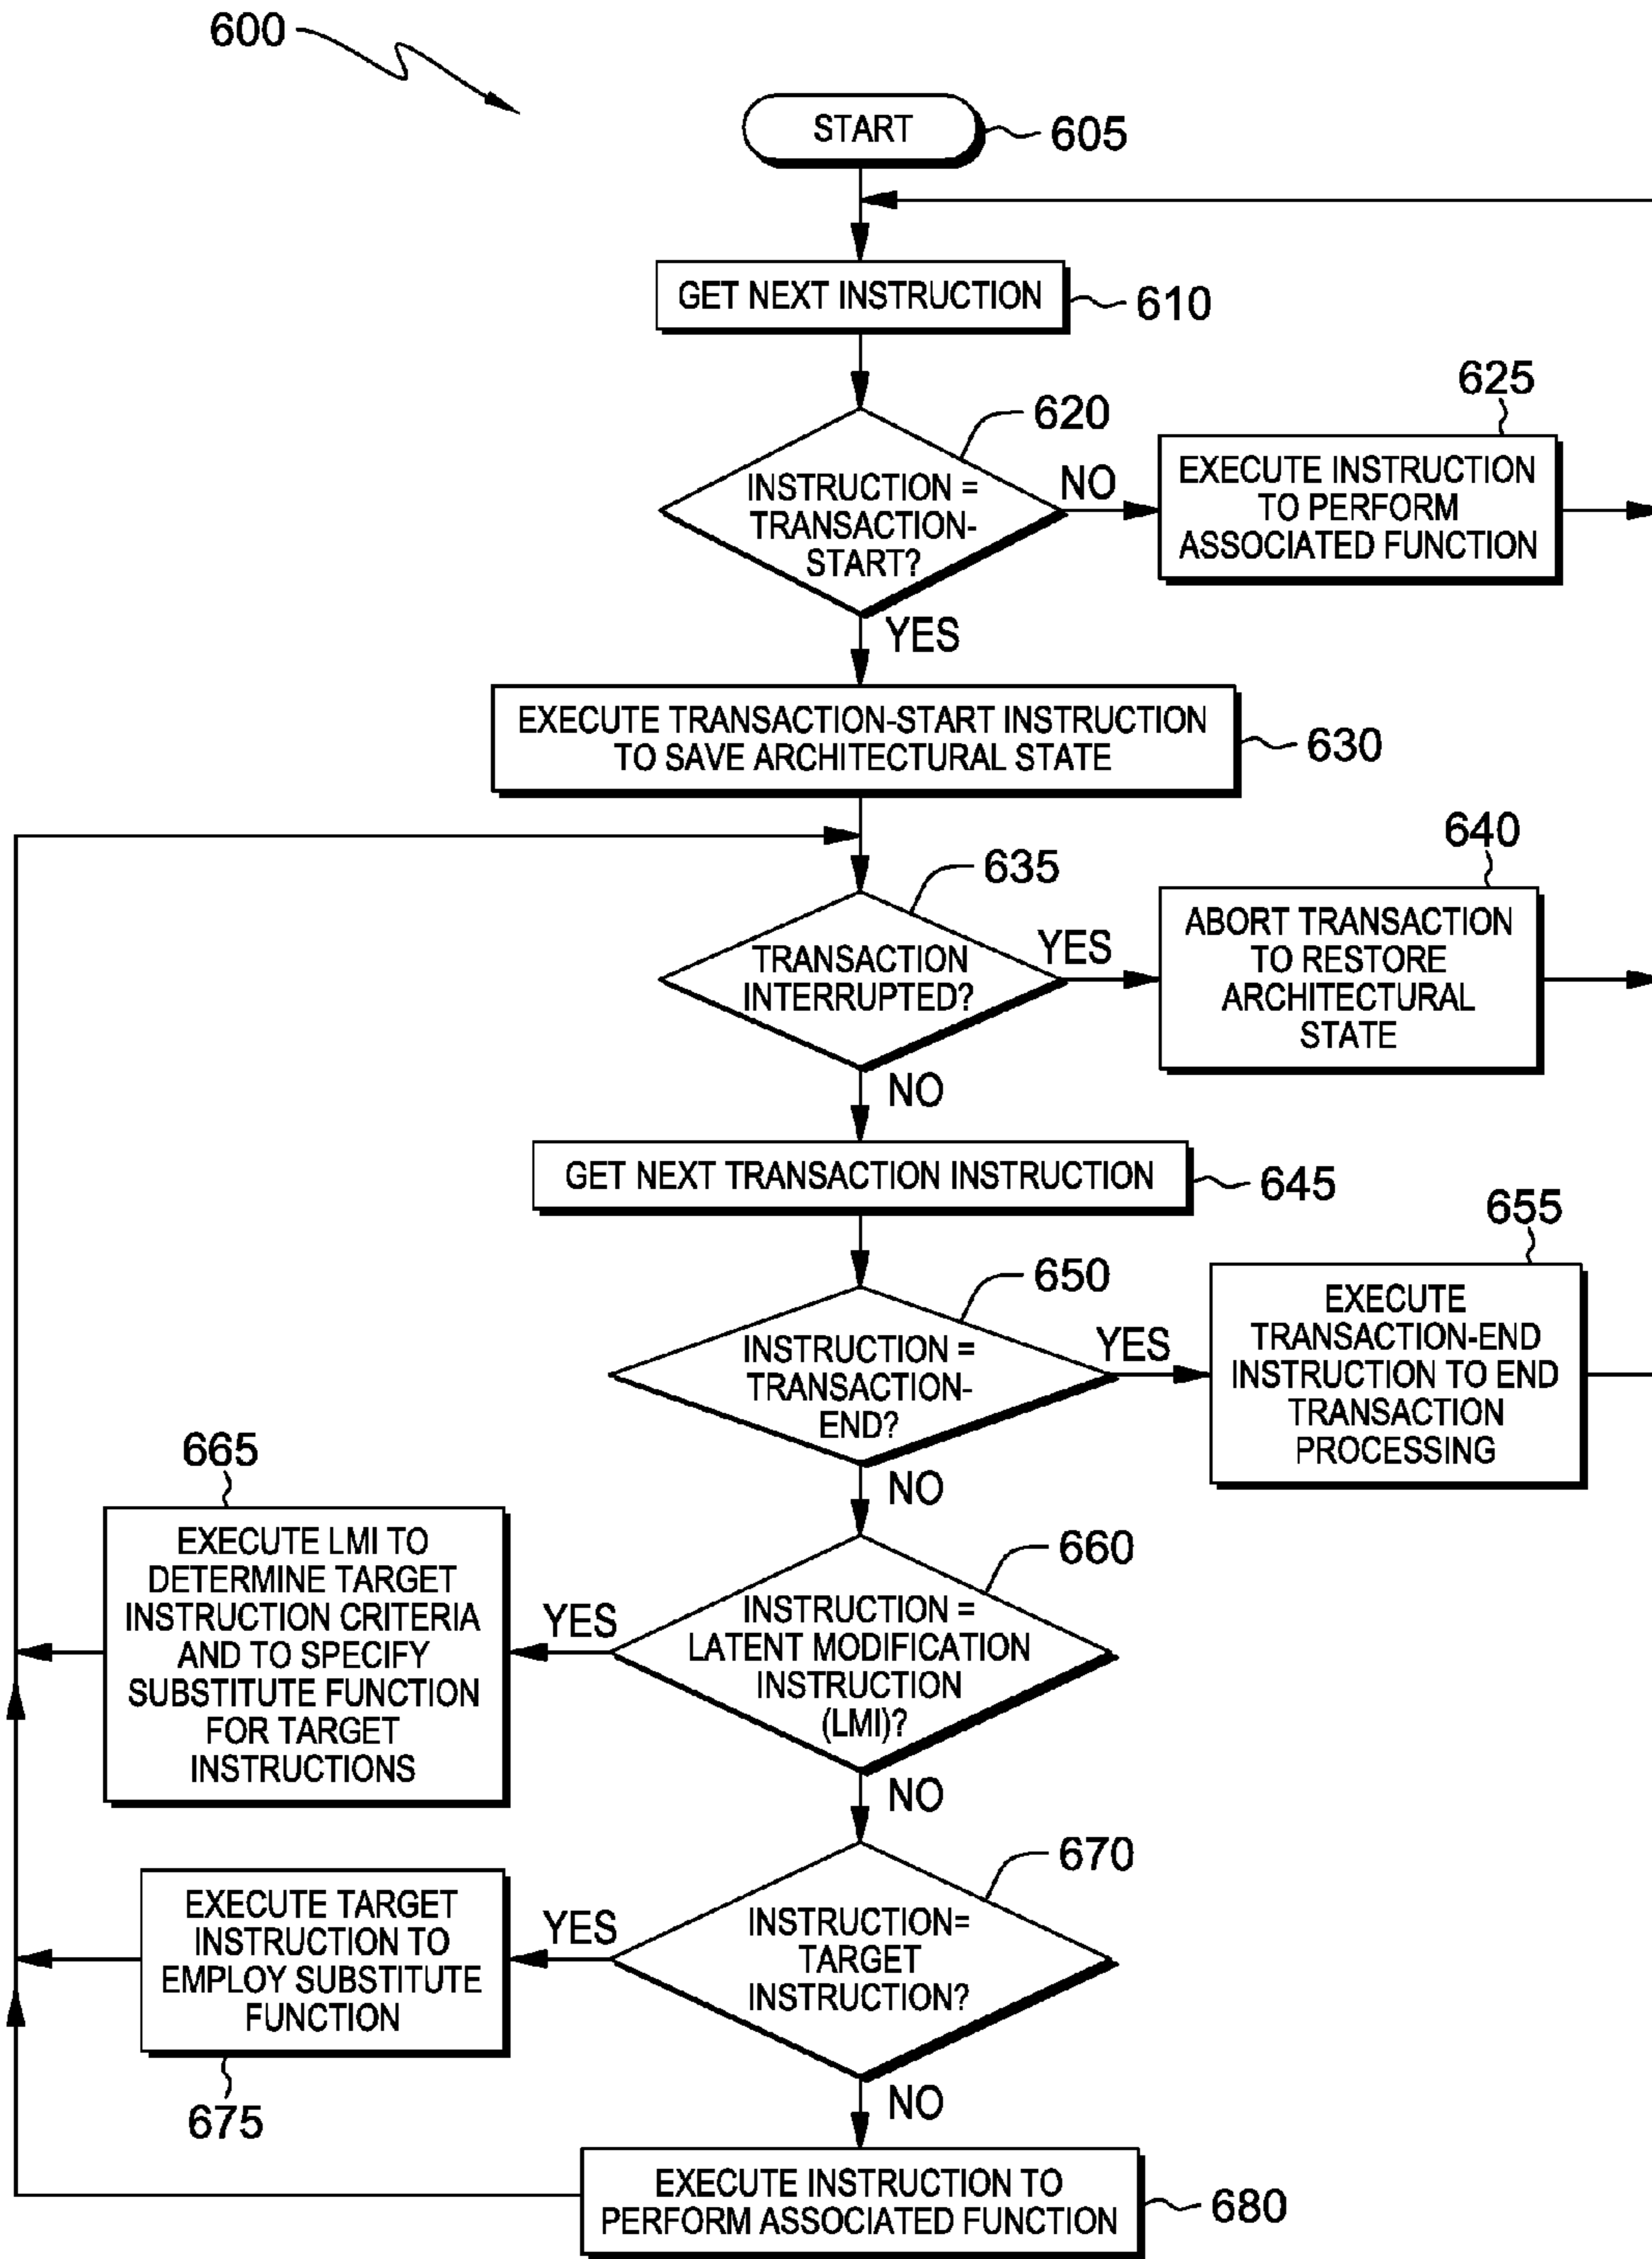 600
START
605
GET NEXT INSTRUCTION
610
620
625
INSTRUCTION =
TRANSACTION-
START?
NO
EXECUTE INSTRUCTION
TO PERFORM
ASSOCIATED FUNCTION
YES
EXECUTE TRANSACTION-START INSTRUCTION
TO SAVE ARCHITECTURAL STATE
630
635
640
TRANSACTION
INTERRUPTED?
YES
ABORT TRANSACTION
TO RESTORE
ARCHITECTURAL
STATE
NO
GET NEXT TRANSACTION INSTRUCTION
645
650
655
INSTRUCTION =
TRANSACTION-
END?
YES
EXECUTE
TRANSACTION-END
INSTRUCTION TO END
TRANSACTION
PROCESSING
NO
660
665
INSTRUCTION =
LATENT MODIFICATION
INSTRUCTION
(LMI)?
YES
EXECUTE LMI TO
DETERMINE TARGET
INSTRUCTION CRITERIA
AND TO SPECIFY
SUBSTITUTE FUNCTION
FOR TARGET
INSTRUCTIONS
NO
670
INSTRUCTION=
TARGET
INSTRUCTION?
YES
EXECUTE TARGET
INSTRUCTION TO
EMPLOY SUBSTITUTE
FUNCTION
675
NO
EXECUTE INSTRUCTION TO
PERFORM ASSOCIATED FUNCTION
680